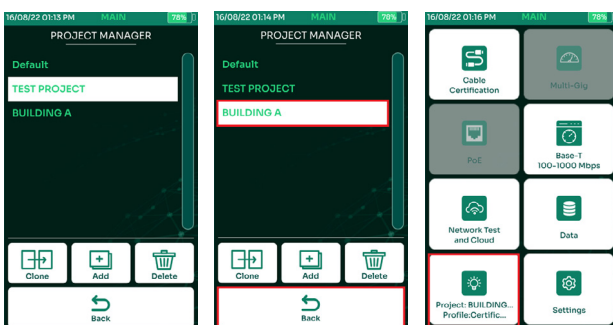 16/08/22 01:13 PM MAIN 78%
PROJECT MANAGER
Default
TEST PROJECT
BUILDING A
Clone Add Delete
Back
16/08/22 01:14 PM MAIN 78%
PROJECT MANAGER
Default
TEST PROJECT
BUILDING A
Clone Add Delete
Back
16/08/22 01:16 PM MAIN 78%
Cable
Certification
Multi-Gig
PoE
Base-T
100-1000 Mbps
Network Test
and Cloud
Data
Project: BUILDING...
Profile:Certific...
Settings